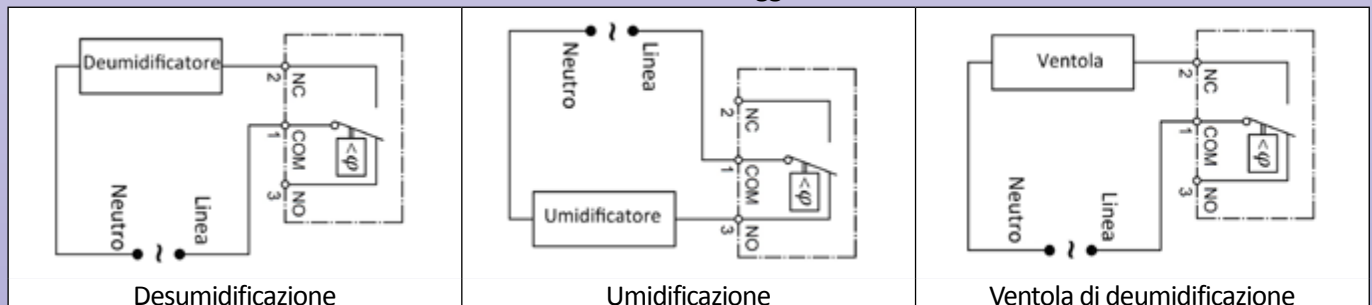 Deumidificatore
2
NC
1
COM
<φ
3
NO
Neutro
Linea
Desumidificazione
Neutro
Linea
2
NC
1
COM
<φ
Umidificatore
3
NO
Umidificazione
Ventola
2
NC
1
COM
<φ
3
NO
Neutro
Linea
Ventola di deumidificazione